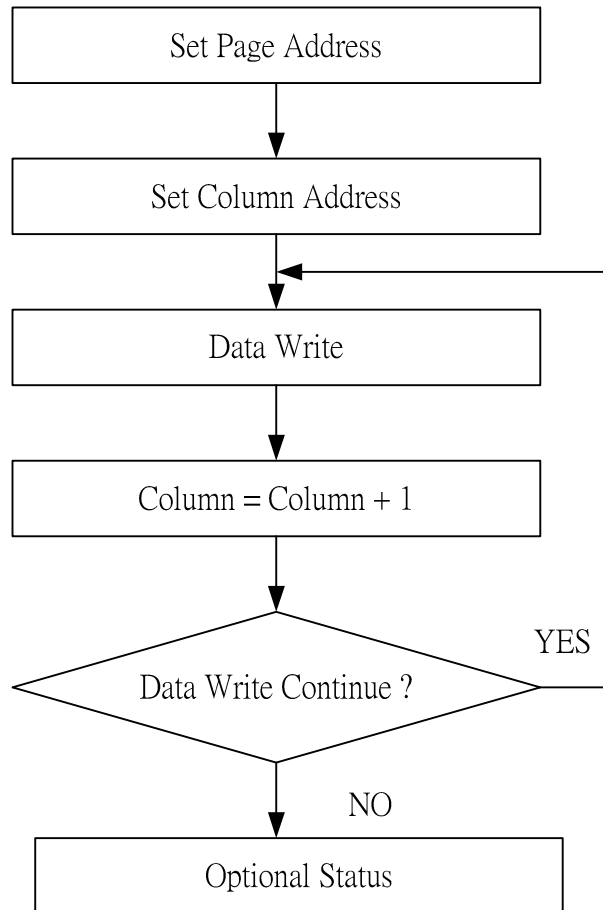 Set Page Address
Set Column Address
Data Write
Column = Column + 1
YES
Data Write Continue ?
NO
Optional Status